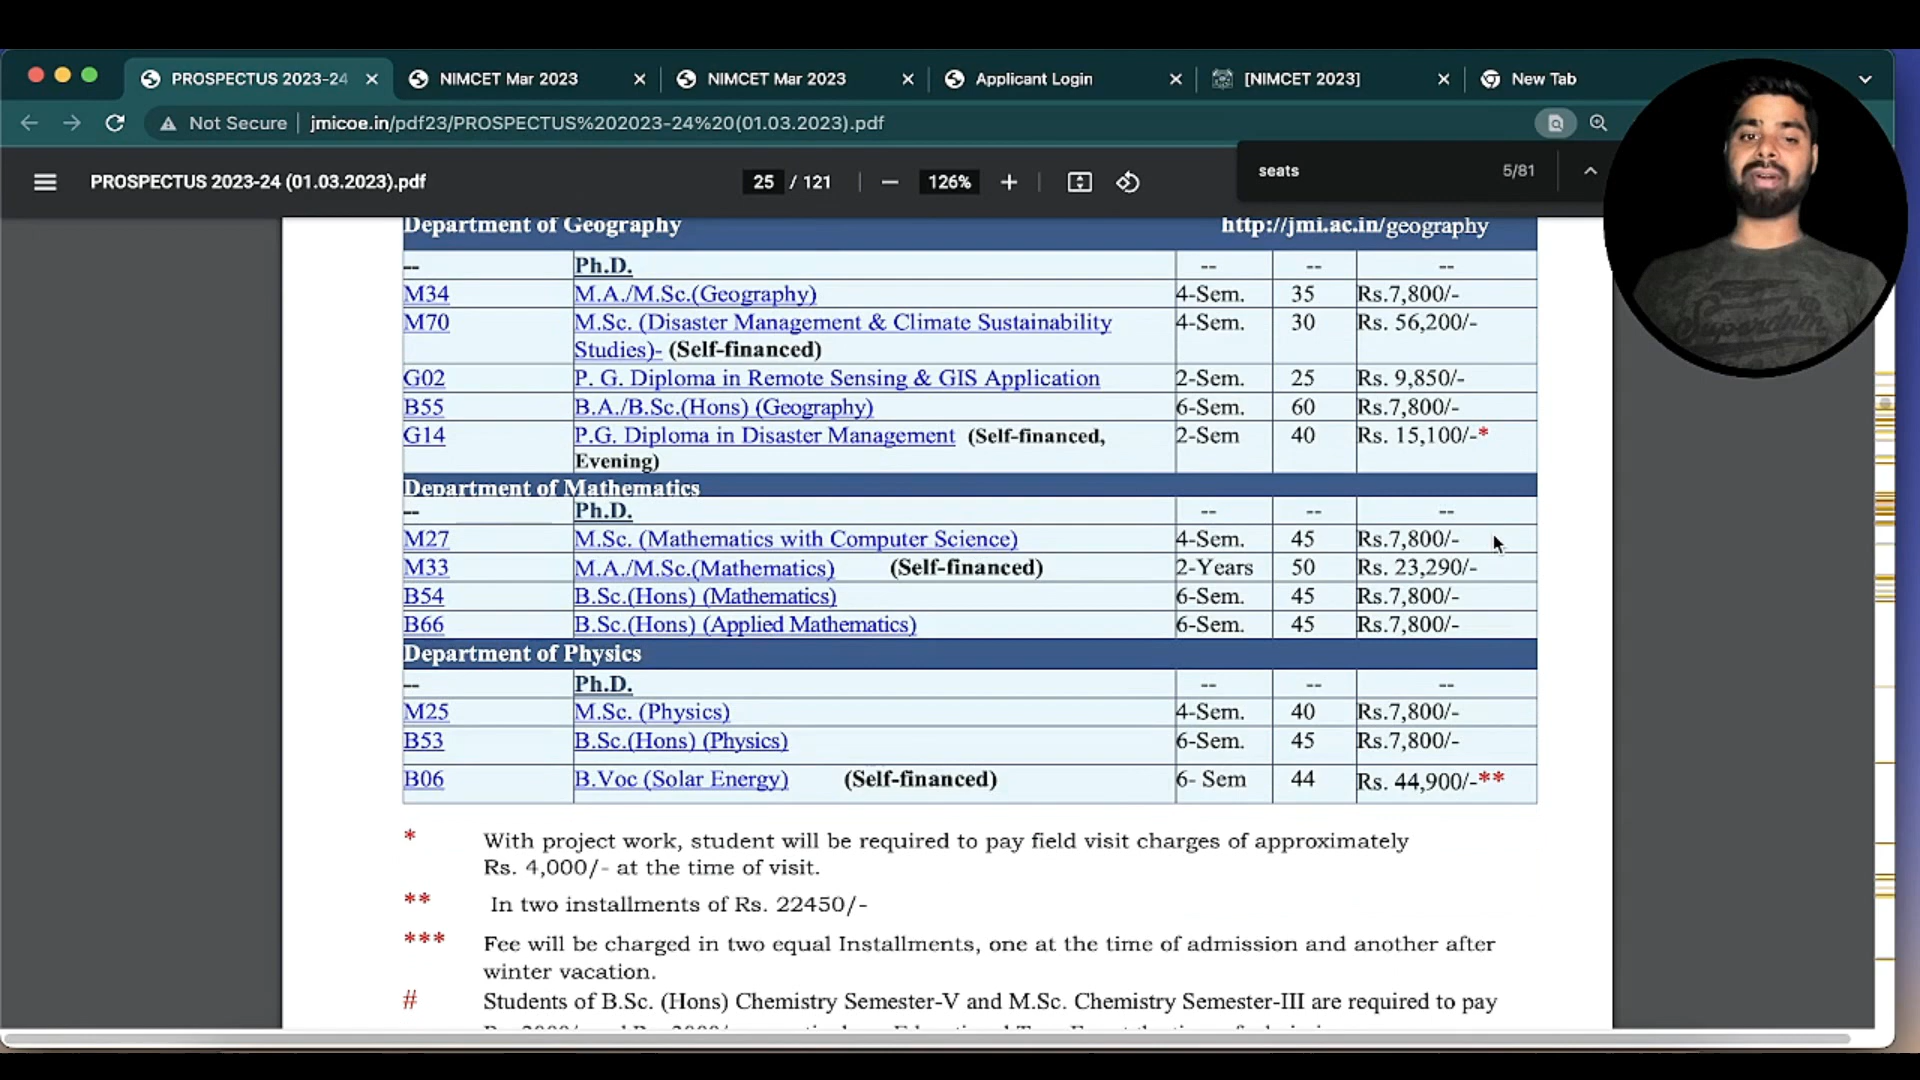 PROSPECTUS 2023-24
NIMCET Mar 2023
NIMCET Mar 2023
Applicant Login
[NIMCET 2023]
New Tab
Not Secure | jmicoe.in/pdf23/PROSPECTUS%202023-24%20(01.03.2023).pdf
PROSPECTUS 2023-24 (01.03.2023).pdf
25 / 121
126%
seats
5/81
Department of Geography http://jmi.ac.in/geography
-- Ph.D. -- -- --
M34 M.A./M.Sc.(Geography) 4-Sem. 35 Rs.7,800/-
M70 M.Sc. (Disaster Management & Climate Sustainability 4-Sem. 30 Rs. 56,200/-
Studies)- (Self-financed)
G02 P. G. Diploma in Remote Sensing & GIS Application 2-Sem. 25 Rs. 9,850/-
B55 B.A./B.Sc.(Hons) (Geography) 6-Sem. 60 Rs.7,800/-
G14 P.G. Diploma in Disaster Management (Self-financed, 2-Sem 40 Rs. 15,100/-*
Evening)
Department of Mathematics
-- Ph.D. -- -- --
M27 M.Sc. (Mathematics with Computer Science) 4-Sem. 45 Rs.7,800/-
M33 M.A./M.Sc.(Mathematics) (Self-financed) 2-Years 50 Rs. 23,290/-
B54 B.Sc.(Hons) (Mathematics) 6-Sem. 45 Rs.7,800/-
B66 B.Sc.(Hons) (Applied Mathematics) 6-Sem. 45 Rs.7,800/-
Department of Physics
-- Ph.D. -- -- --
M25 M.Sc. (Physics) 4-Sem. 40 Rs.7,800/-
B53 B.Sc.(Hons) (Physics) 6-Sem. 45 Rs.7,800/-
B06 B.Voc (Solar Energy) (Self-financed) 6- Sem 44 Rs. 44,900/-**
* With project work, student will be required to pay field visit charges of approximately
Rs. 4,000/- at the time of visit.
** In two installments of Rs. 22450/-
*** Fee will be charged in two equal Installments, one at the time of admission and another after
winter vacation.
# Students of B.Sc. (Hons) Chemistry Semester-V and M.Sc. Chemistry Semester-III are required to pay